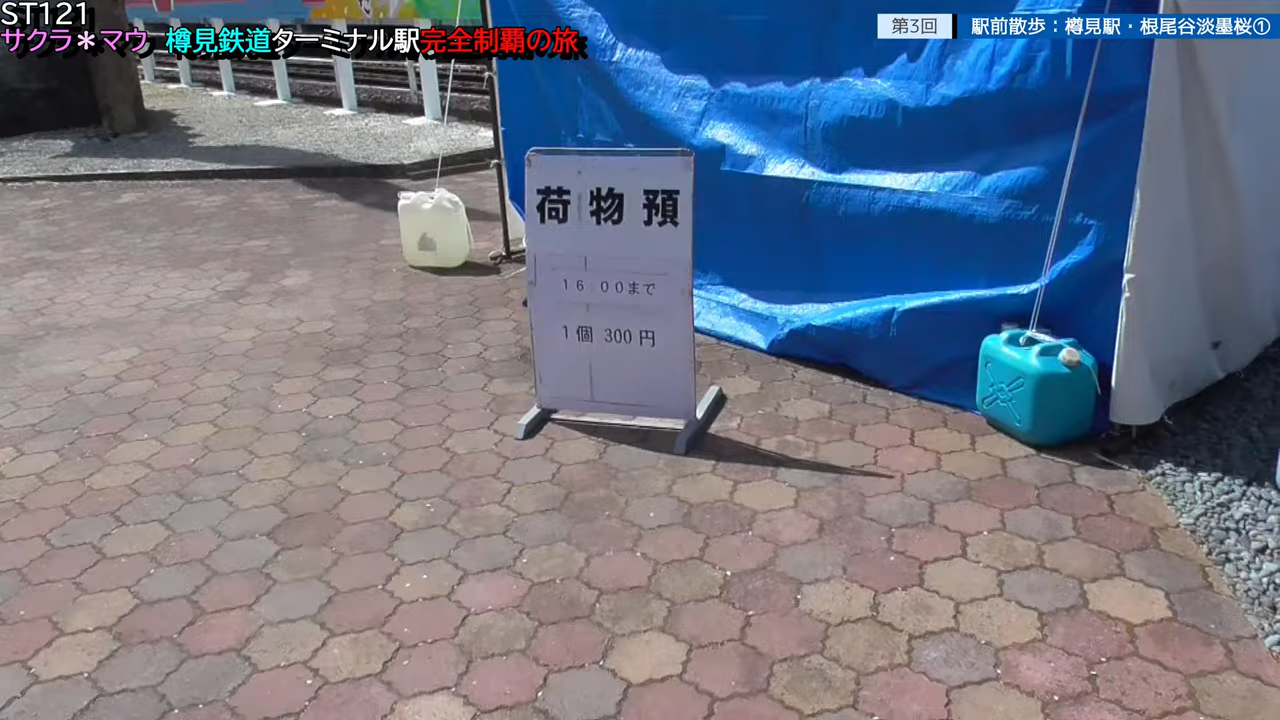 ST121
サクラ＊マウ 樽見鉄道ターミナル駅完全制覇の旅
第3回 駅前散歩：樽見駅・根尾谷淡墨桜①
荷物預
16 00まで
1個 300円